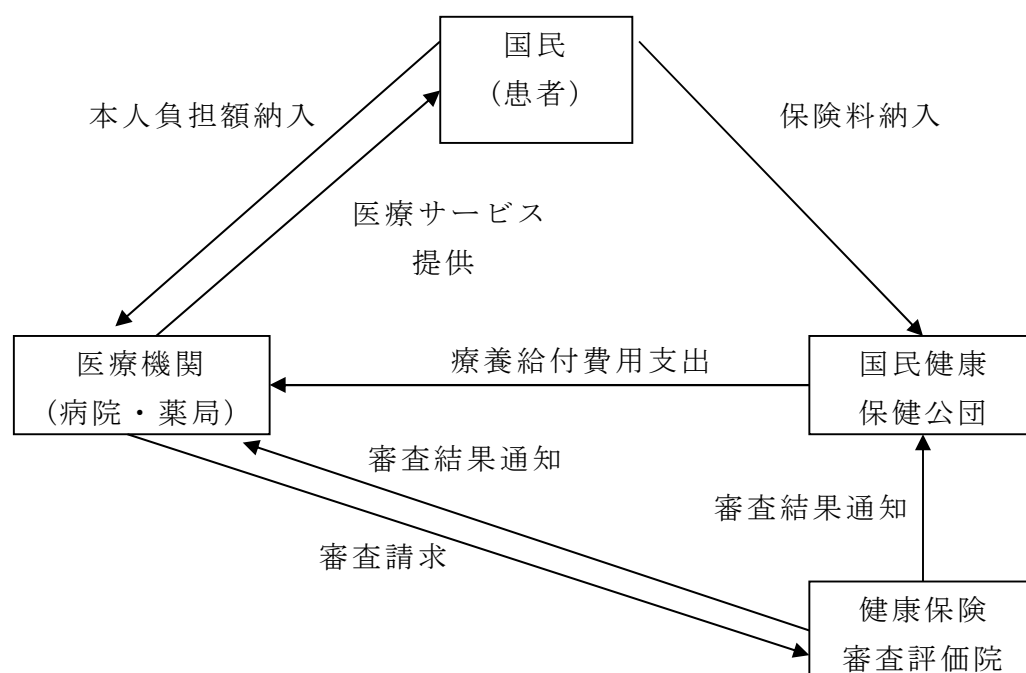 国民
（患者）
本人負担額納入
保険料納入
医療サービス
提供
医療機関
（病院・薬局）
療養給付費用支出
国民健康
保健公団
審査結果通知
審査結果通知
審査請求
健康保険
審査評価院